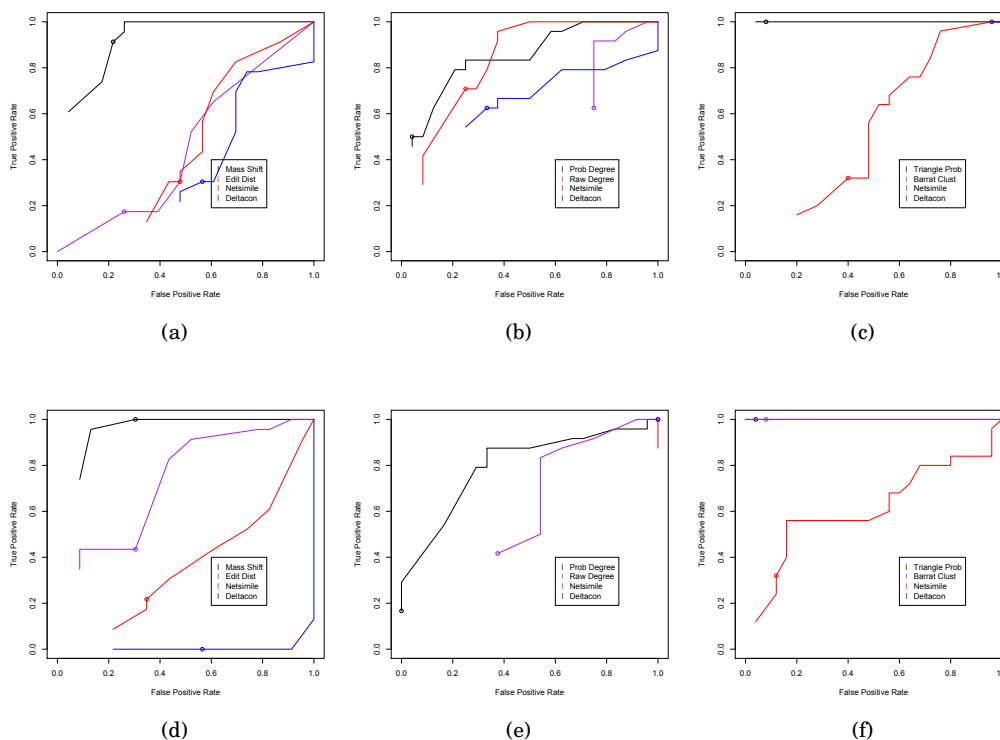 True Positive Rate
0.0 0.2 0.4 0.6 0.8 1.0
Mass Shift
Edit Dist
Netsimile
Deltacon
0.0 0.2 0.4 0.6 0.8 1.0
False Positive Rate
(a)
True Positive Rate
0.0 0.2 0.4 0.6 0.8 1.0
Prob Degree
Raw Degree
Netsimile
Deltacon
0.0 0.2 0.4 0.6 0.8 1.0
False Positive Rate
(b)
True Positive Rate
0.0 0.2 0.4 0.6 0.8 1.0
Triangle Prob
Barrat Clust
Netsimile
Deltacon
0.0 0.2 0.4 0.6 0.8 1.0
False Positive Rate
(c)
True Positive Rate
0.0 0.2 0.4 0.6 0.8 1.0
Mass Shift
Edit Dist
Netsimile
Deltacon
0.0 0.2 0.4 0.6 0.8 1.0
False Positive Rate
(d)
True Positive Rate
0.0 0.2 0.4 0.6 0.8 1.0
Prob Degree
Raw Degree
Netsimile
Deltacon
0.0 0.2 0.4 0.6 0.8 1.0
False Positive Rate
(e)
True Positive Rate
0.0 0.2 0.4 0.6 0.8 1.0
Triangle Prob
Barrat Clust
Netsimile
Deltacon
0.0 0.2 0.4 0.6 0.8
False Positive Rate
(f)